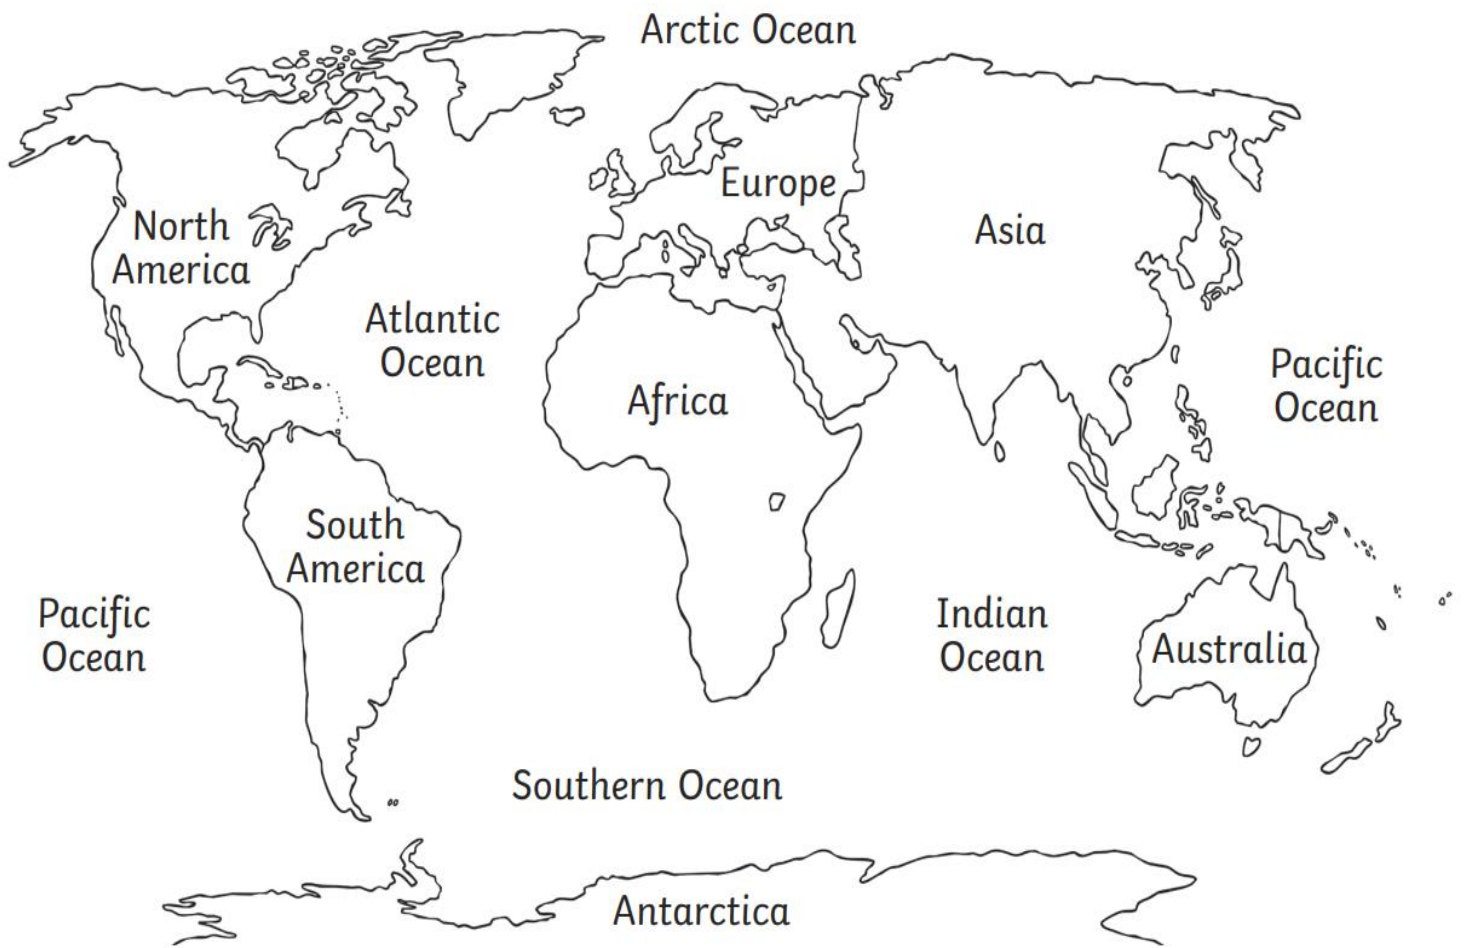 Arctic Ocean
Europe
North
America
Asia
Atlantic
Ocean
Pacific
Ocean
Africa
South
America
Pacific
Ocean
Indian
Ocean
Australia
Southern Ocean
Antarctica